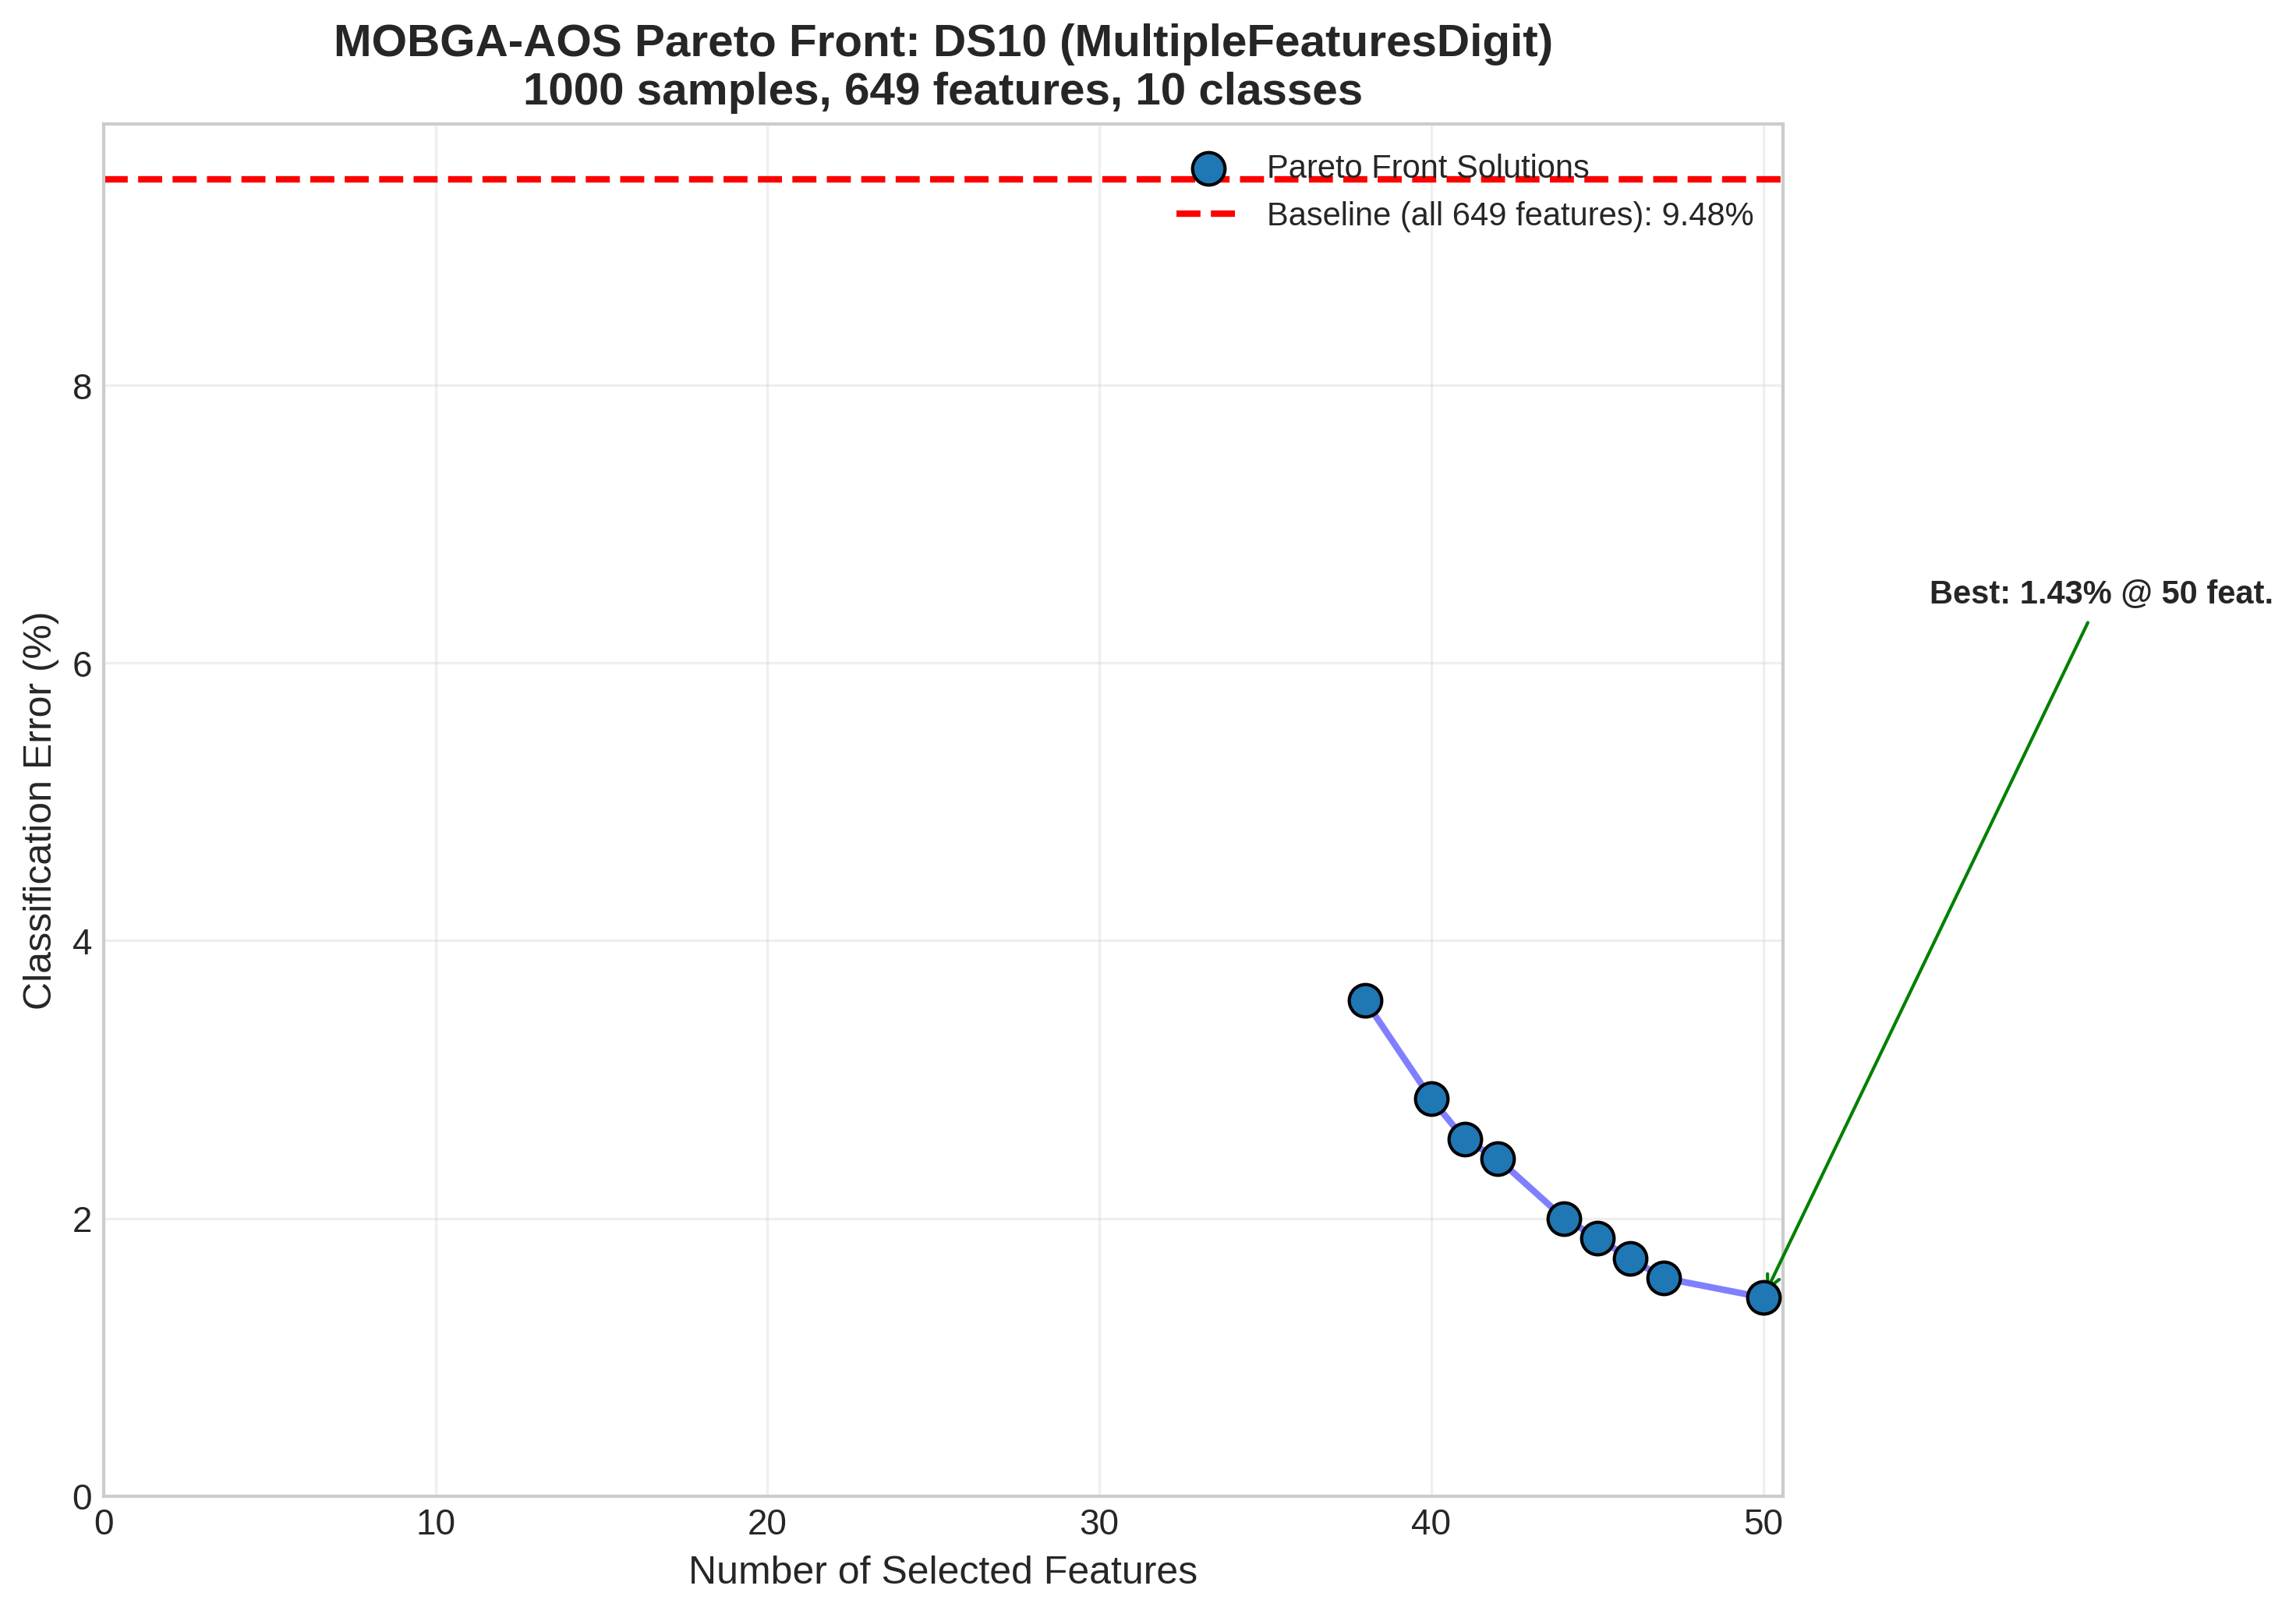 MOBGA-AOS Pareto Front: DS10 (MultipleFeaturesDigit)
1000 samples, 649 features, 10 classes
Pareto Front Solutions
Baseline (all 649 features): 9.48%
Best: 1.43% @ 50 feat.
Classification Error (%)
8
6
4
2
0
0 10 20 30 40 50
Number of Selected Features